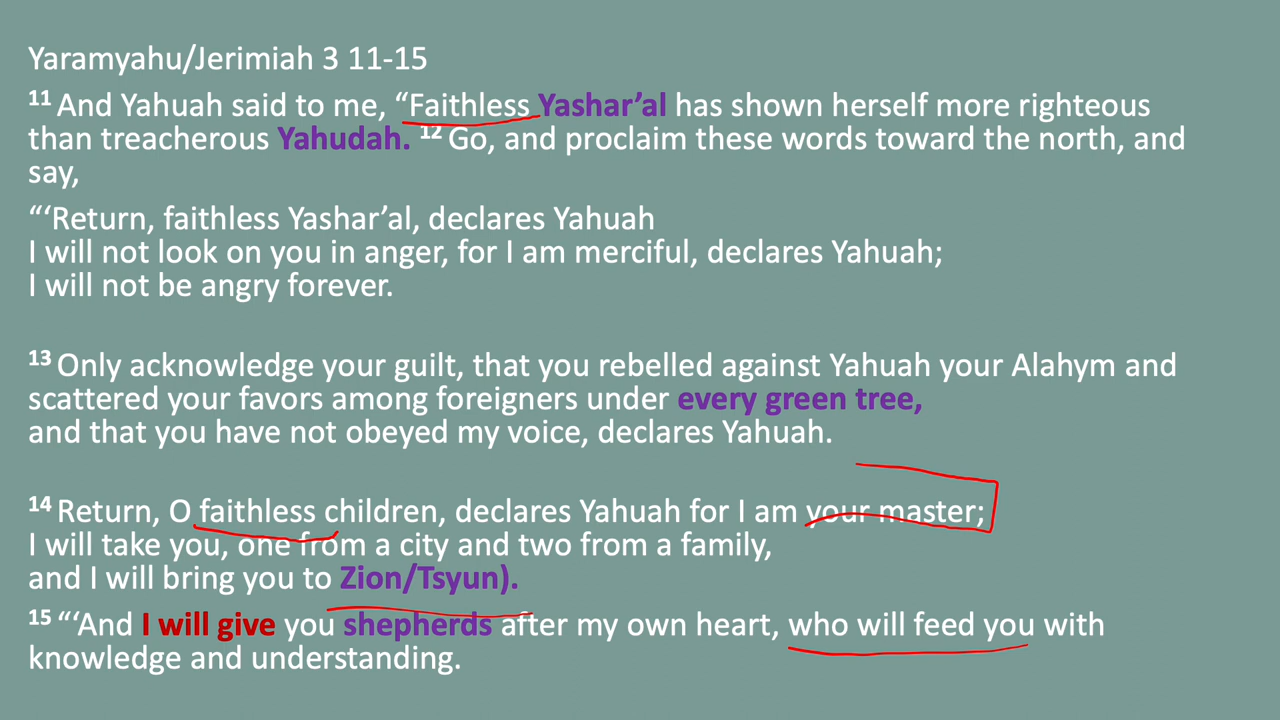 Yaramyahu/Jerimiah 3 11-15
11 And Yahuah said to me, “Faithless Yashar’al has shown herself more righteous
than treacherous Yahudah. 12 Go, and proclaim these words toward the north, and
say,
“‘Return, faithless Yashar’al, declares Yahuah
I will not look on you in anger, for I am merciful, declares Yahuah;
I will not be angry forever.
13 Only acknowledge your guilt, that you rebelled against Yahuah your Alahym and
scattered your favors among foreigners under every green tree,
and that you have not obeyed my voice, declares Yahuah.
14 Return, O faithless children, declares Yahuah for I am your master;
I will take you, one from a city and two from a family,
and I will bring you to Zion/Tsyun).
15 “‘And I will give you shepherds after my own heart, who will feed you with
knowledge and understanding.